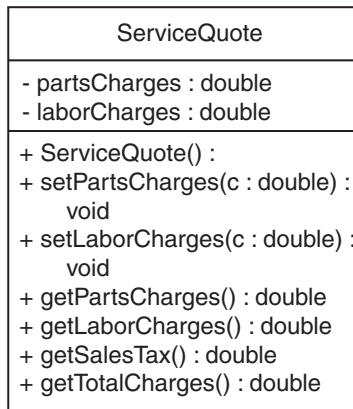 ServiceQuote
- partsCharges : double
- laborCharges : double
+ ServiceQuote() :
+ setPartsCharges(c : double) :
void
+ setLaborCharges(c : double) :
void
+ getPartsCharges() : double
+ getLaborCharges() : double
+ getSalesTax() : double
+ getTotalCharges() : double